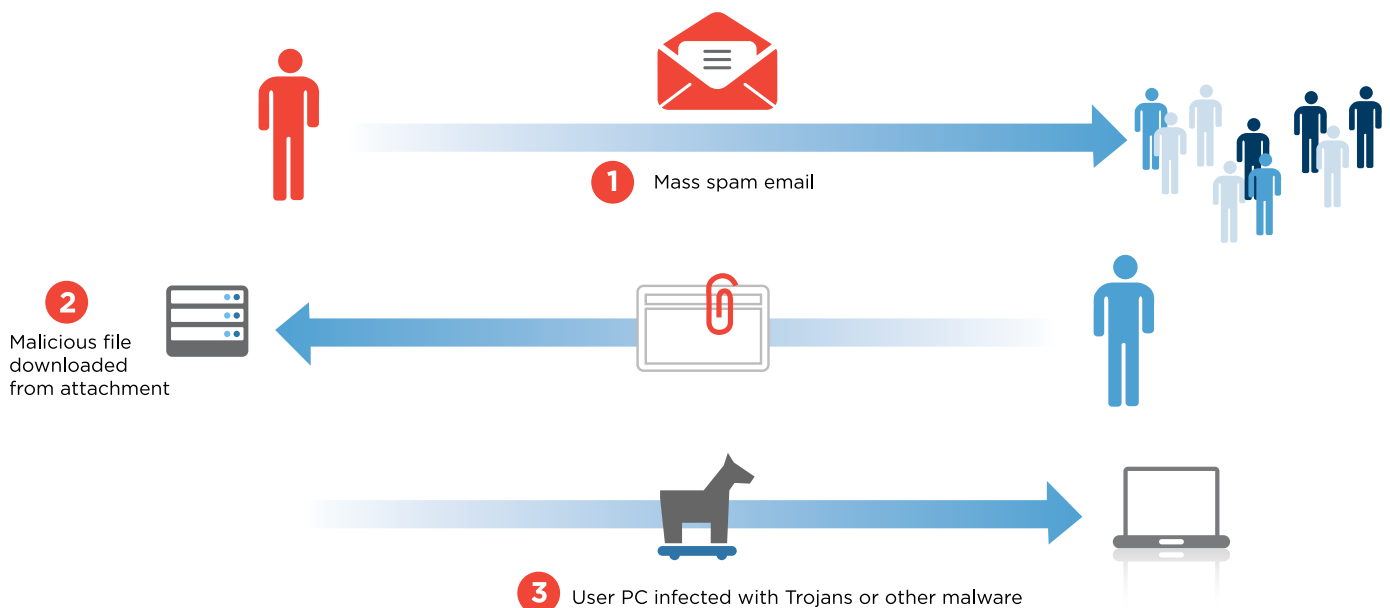 1
Mass spam email
2
Malicious file
downloaded
from attachment
3
User PC infected with Trojans or other malware